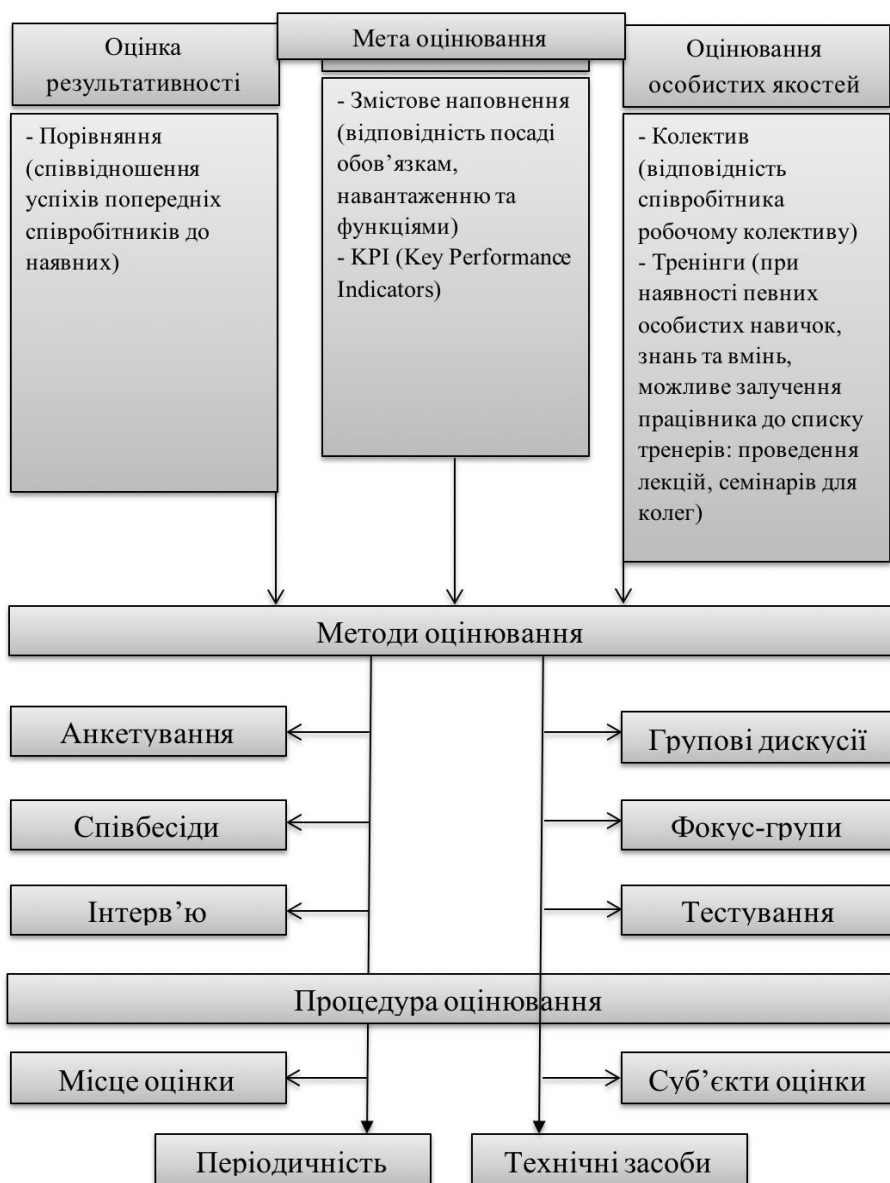 Мета оцінювання
Оцінка
результативності
Оцінювання
особистих якостей
- Порівняння
(співвідношення
успіхів попередніх
співробітників до
наявних)
- Змістове наповнення
(відповідність посаді
обов’язкам,
навантаженню та
функціями)
- KPI (Key Performance
Indicators)
- Колектив
(відповідність
співробітника
робочому колективу)
- Тренінги (при
наявності певних
особистих навичок,
знань та вмінь,
можливе залучення
працівника до списку
тренерів: проведення
лекцій, семінарів для
колег)
Методи оцінювання
Анкетування
Групові дискусії
Співбесіди
Фокус-групи
Інтерв’ю
Тестування
Процедура оцінювання
Місце оцінки
Суб’єкти оцінки
Періодичність
Технічні засоби